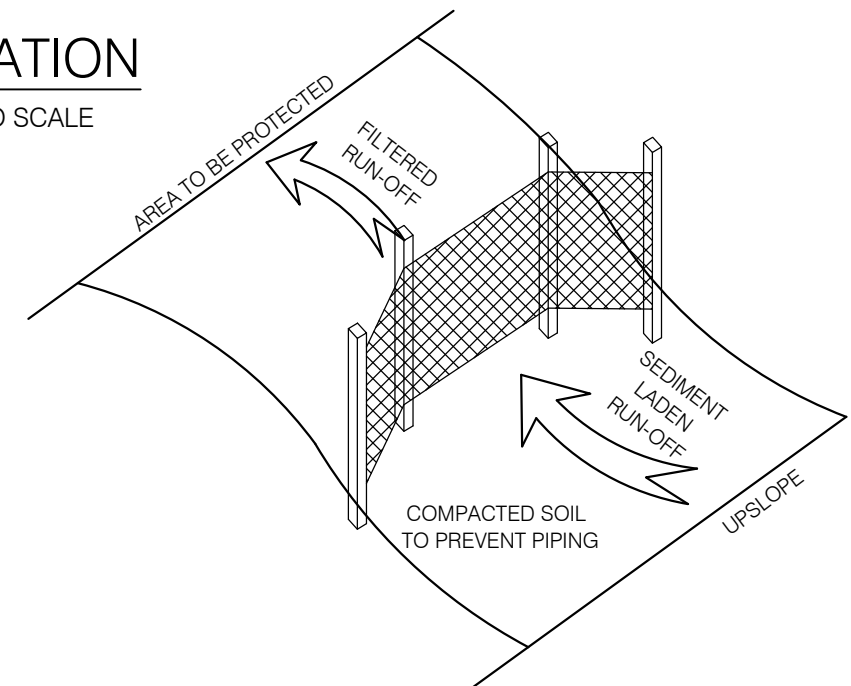 ATION
SCALE
AREA TO BE PROTECTED
FILTERED
RUN-OFF
SEDIMENT
LADEN
RUN-OFF
UPSLOPE
COMPACTED SOIL
TO PREVENT PIPING